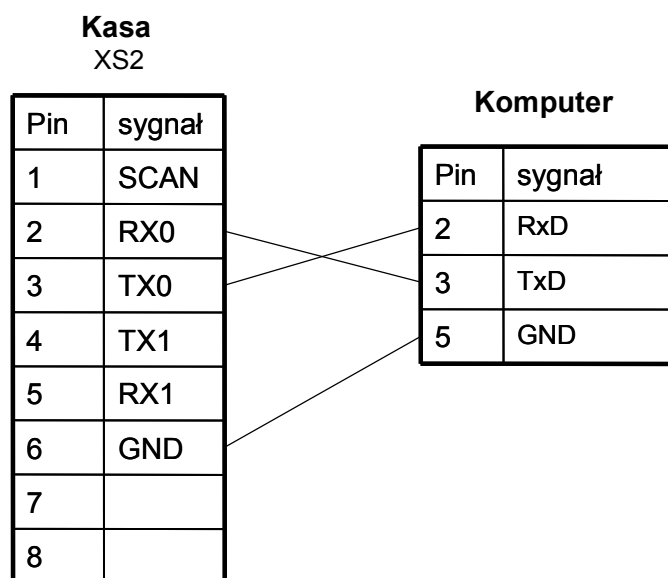 Kasa
XS2
Pin sygnał
1 SCAN
2 RX0
3 TX0
4 TX1
5 RX1
6 GND
7
8
Komputer
Pin sygnał
2 RxD
3 TxD
5 GND